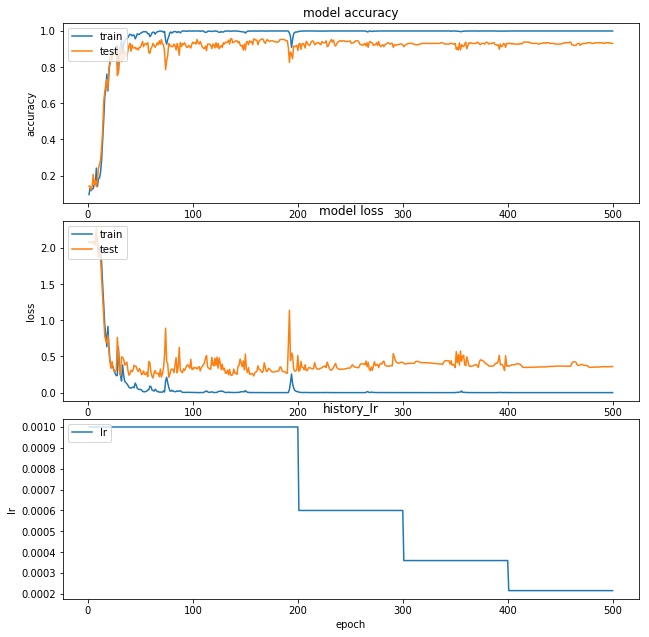 model accuracy
train
test
accuracy
1.0
0.8
0.6
0.4
0.2
0 100 200 300 400 500
model loss
train
test
loss
2.0
1.5
1.0
0.5
0.0
0 100 200 300 400 500
history_lr
lr
lr
0.0010
0.0009
0.0008
0.0007
0.0006
0.0005
0.0004
0.0003
0.0002
0 100 200 300 400 500
epoch